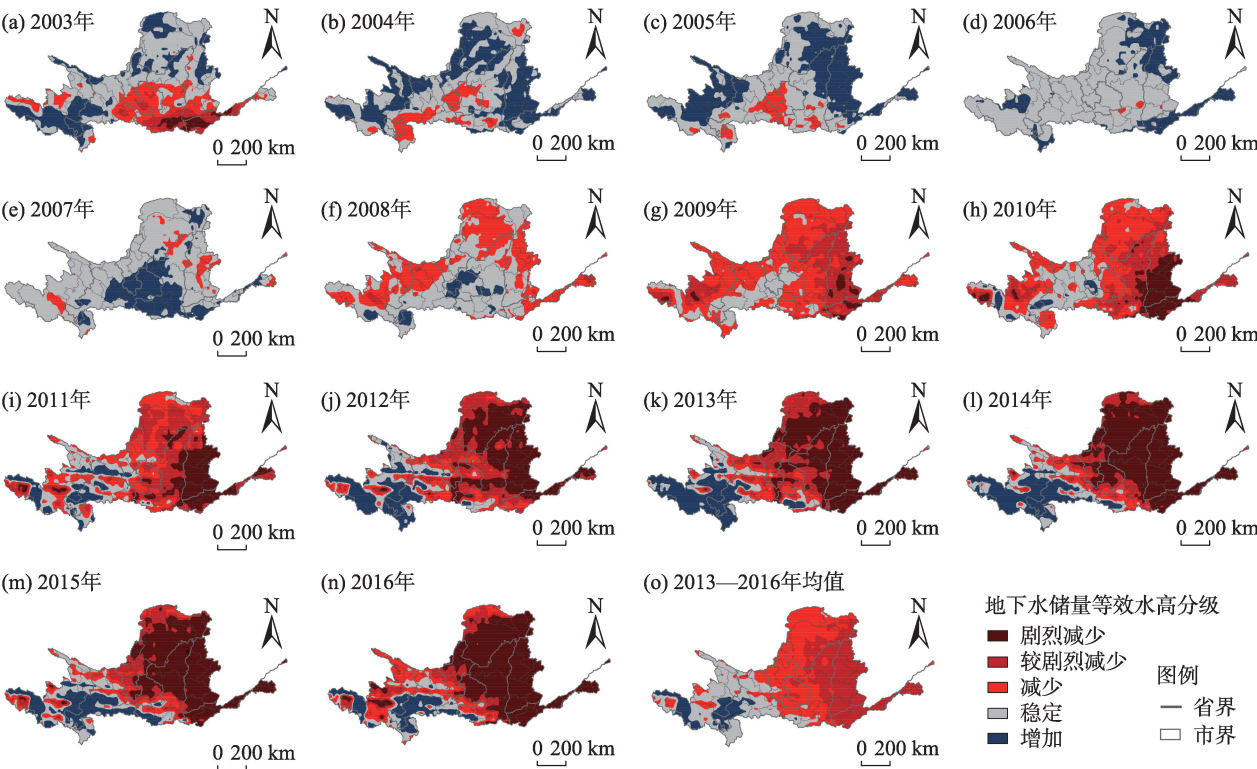 (a) 2003年
N
0 200 km
(b) 2004年
N
0 200 km
(c) 2005年
N
0 200 km
(d) 2006年
N
0 200 km
(e) 2007年
N
0 200 km
(f) 2008年
N
0 200 km
(g) 2009年
N
0 200 km
(h) 2010年
N
0 200 km
(i) 2011年
N
0 200 km
(j) 2012年
N
0 200 km
(k) 2013年
N
0 200 km
(l) 2014年
N
0 200 km
(m) 2015年
N
0 200 km
(n) 2016年
N
0 200 km
(o) 2013—2016年均值
N
0 200 km
地下水储量等效水高分级
剧烈减少
较剧烈减少
减少
稳定
增加
图例
省界
市界